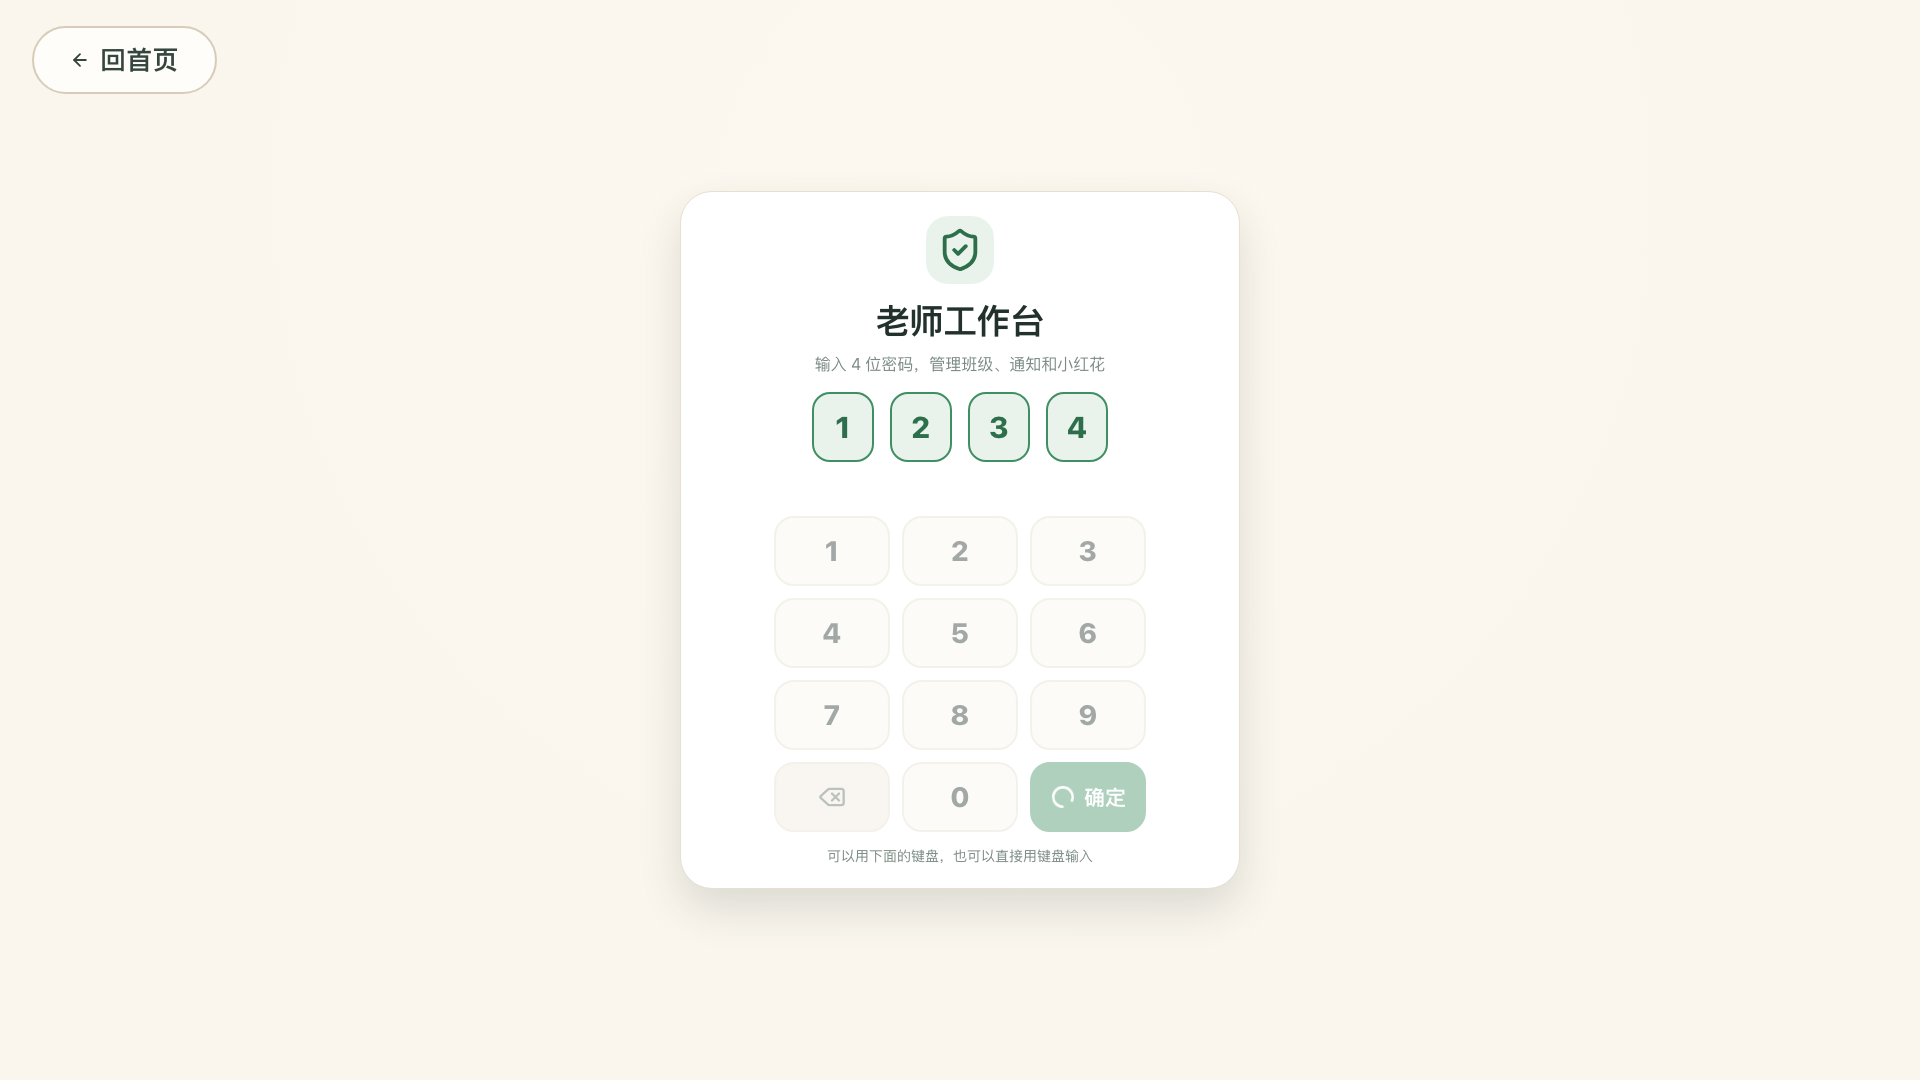 回首页
老师工作台
输入 4 位密码，管理班级、通知和小红花
1 2 3 4
1 2 3
4 5 6
7 8 9
0 确定
可以用下面的键盘，也可以直接用键盘输入